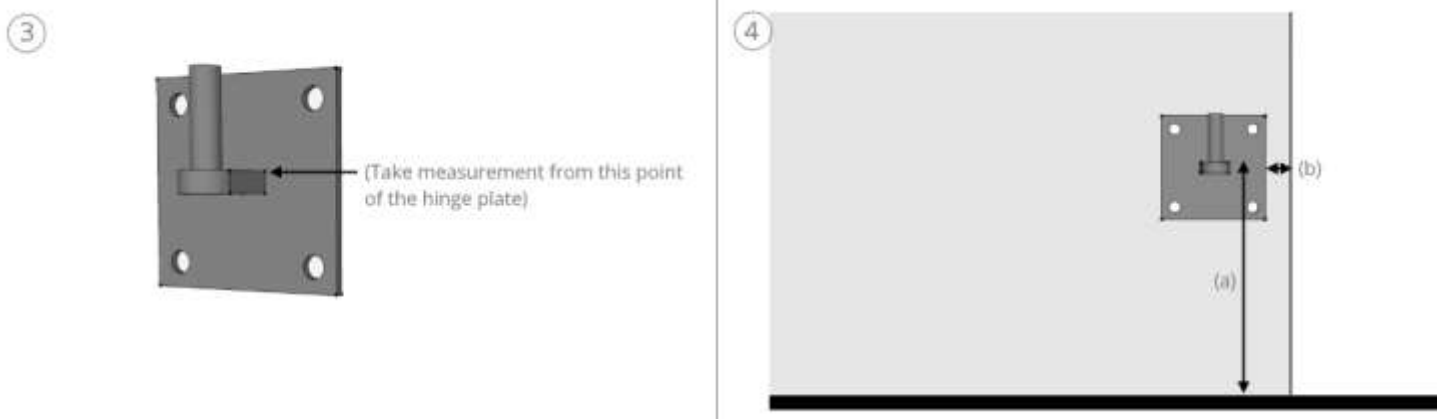 3
(Take measurement from this point
of the hinge plate)
4
(b)
(a)